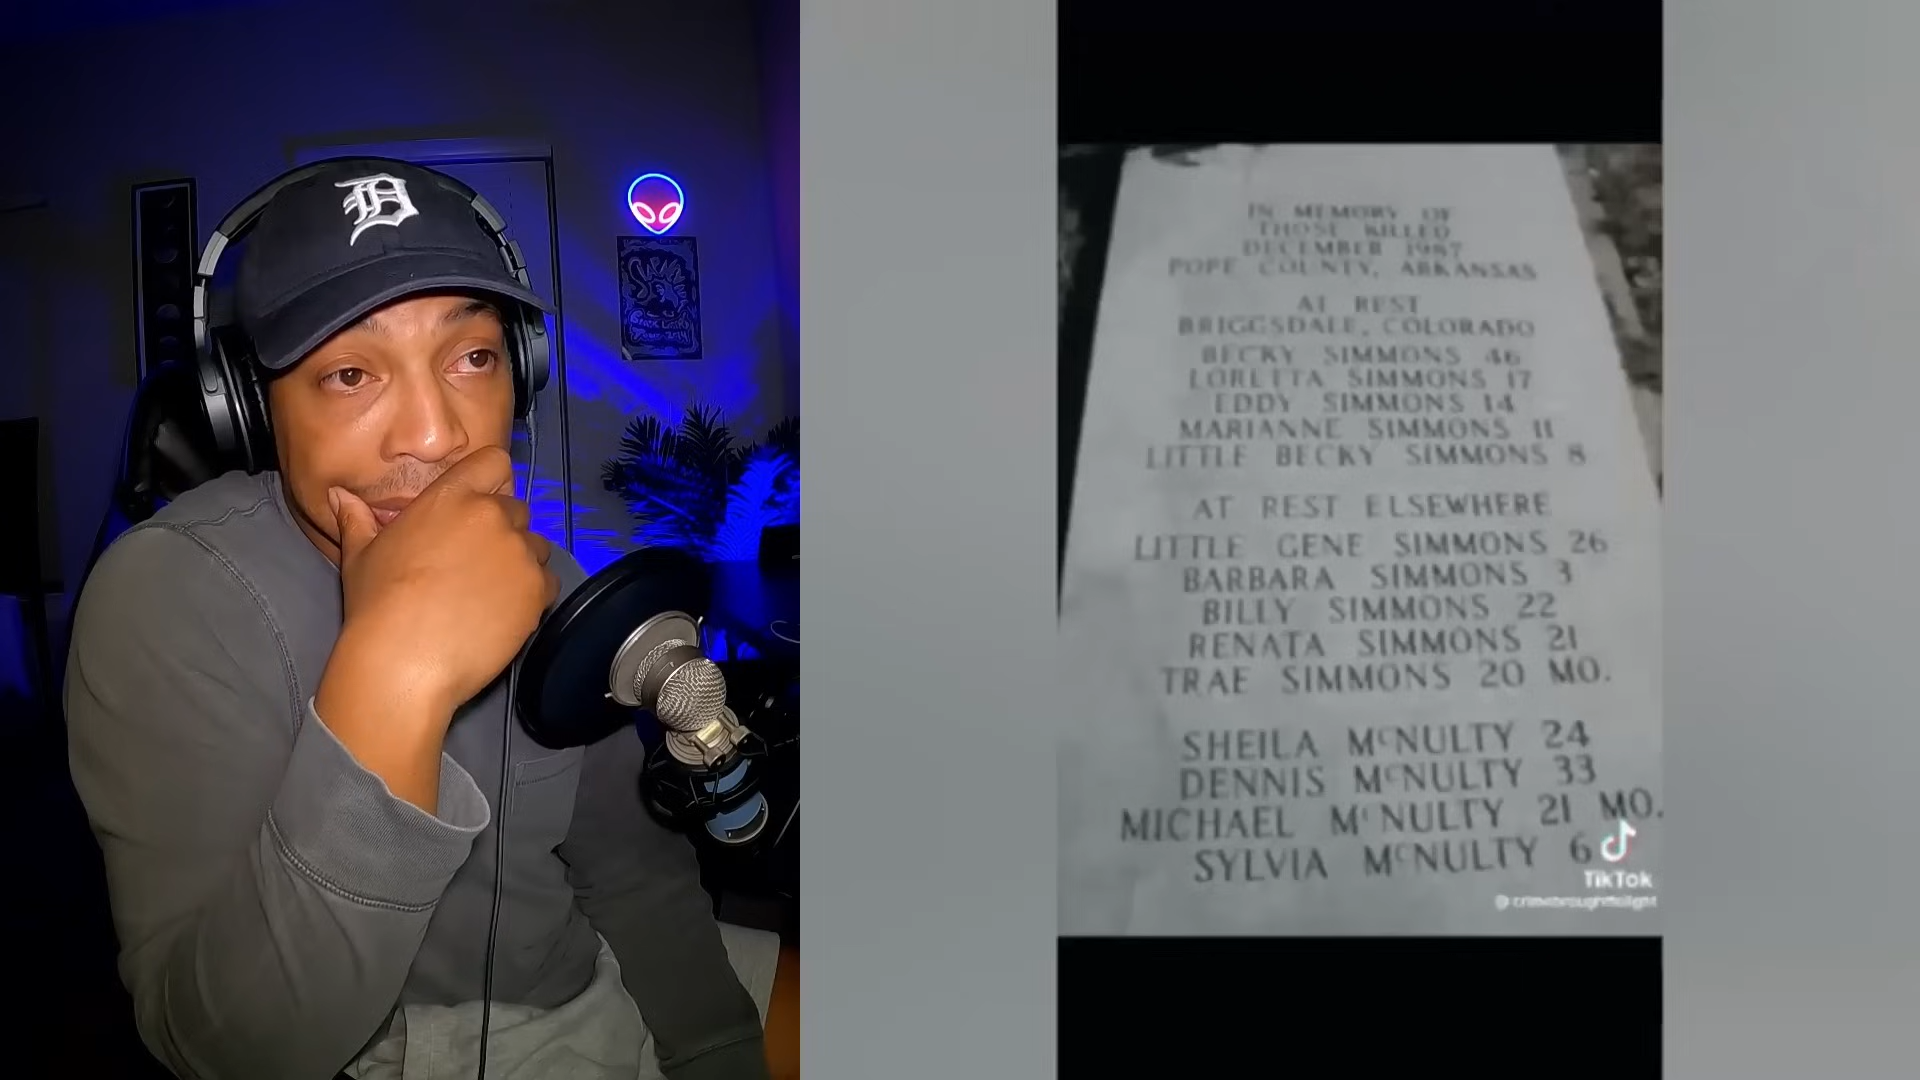 IN MEMORY OF
THOSE KILLED
DECEMBER 1987
POPE COUNTY, ARKANSAS
AT REST
BRIGGSDALE, COLORADO
BECKY SIMMONS 46
LORETTA SIMMONS 17
EDDY SIMMONS 14
MARIANNE SIMMONS 11
LITTLE BECKY SIMMONS 8
AT REST ELSEWHERE
LITTLE GENE SIMMONS 26
BARBARA SIMMONS 3
BILLY SIMMONS 22
RENATA SIMMONS 21
TRAE SIMMONS 20 MO.
SHEILA McNULTY 24
DENNIS McNULTY 33
MICHAEL McNULTY 21 MO.
SYLVIA McNULTY 6
TikTok
@crimebroughttolight
D